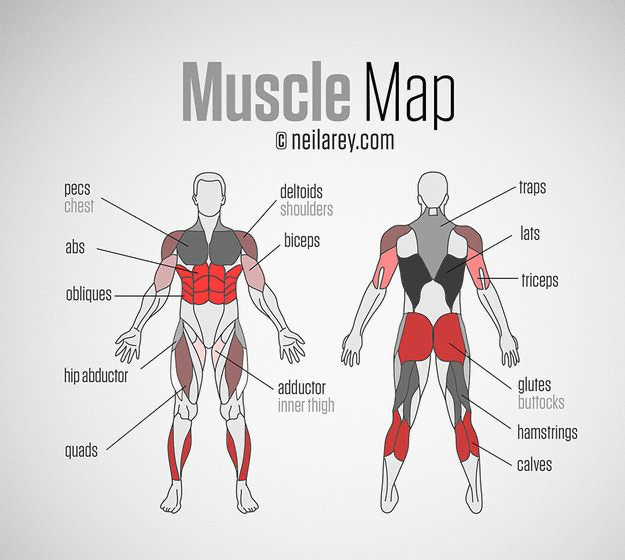 Muscle Map
© neilarey.com
pecs
chest
abs
obliques
hip abductor
quads
deltoids
shoulders
biceps
adductor
inner thigh
traps
lats
triceps
glutes
buttocks
hamstrings
calves